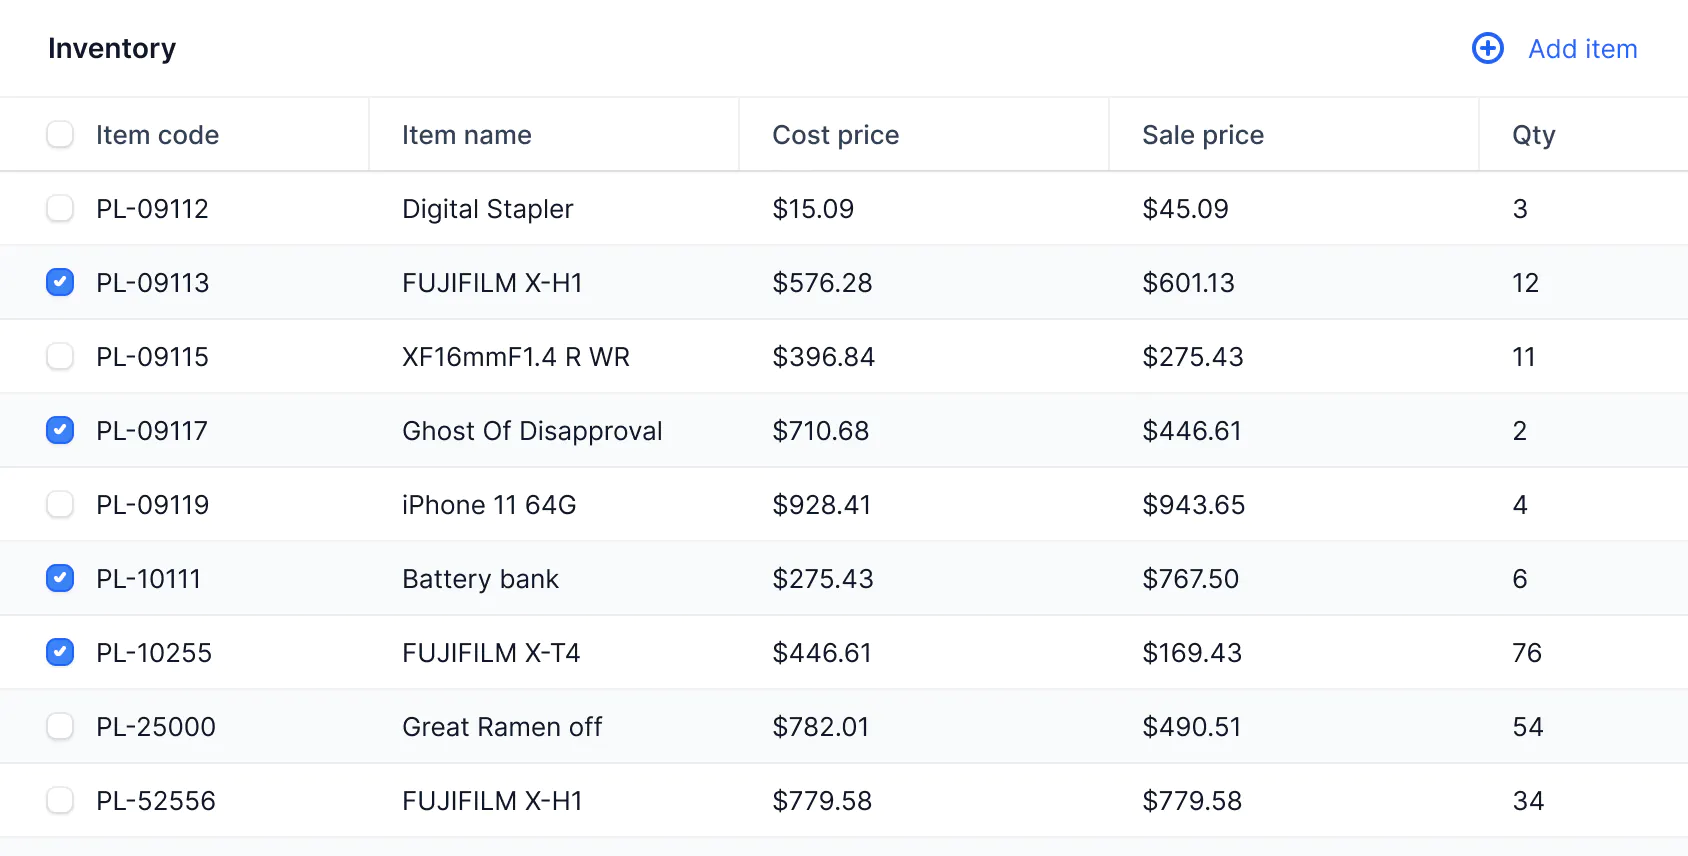 Inventory
Add item
Item code Item name Cost price Sale price Qty
PL-09112 Digital Stapler $15.09 $45.09 3
PL-09113 FUJIFILM X-H1 $576.28 $601.13 12
PL-09115 XF16mmF1.4 R WR $396.84 $275.43 11
PL-09117 Ghost Of Disapproval $710.68 $446.61 2
PL-09119 iPhone 11 64G $928.41 $943.65 4
PL-10111 Battery bank $275.43 $767.50 6
PL-10255 FUJIFILM X-T4 $446.61 $169.43 76
PL-25000 Great Ramen off $782.01 $490.51 54
PL-52556 FUJIFILM X-H1 $779.58 $779.58 34